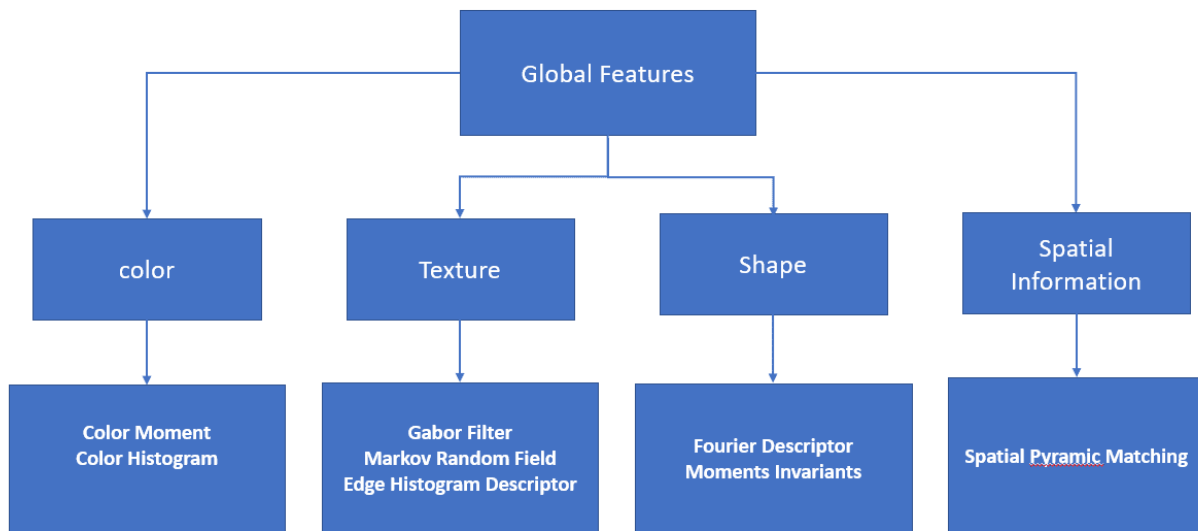 Global Features
color
Texture
Shape
Spatial
Information
Color Moment
Color Histogram
Gabor Filter
Markov Random Field
Edge Histogram Descriptor
Fourier Descriptor
Moments Invariants
Spatial Pyramic Matching